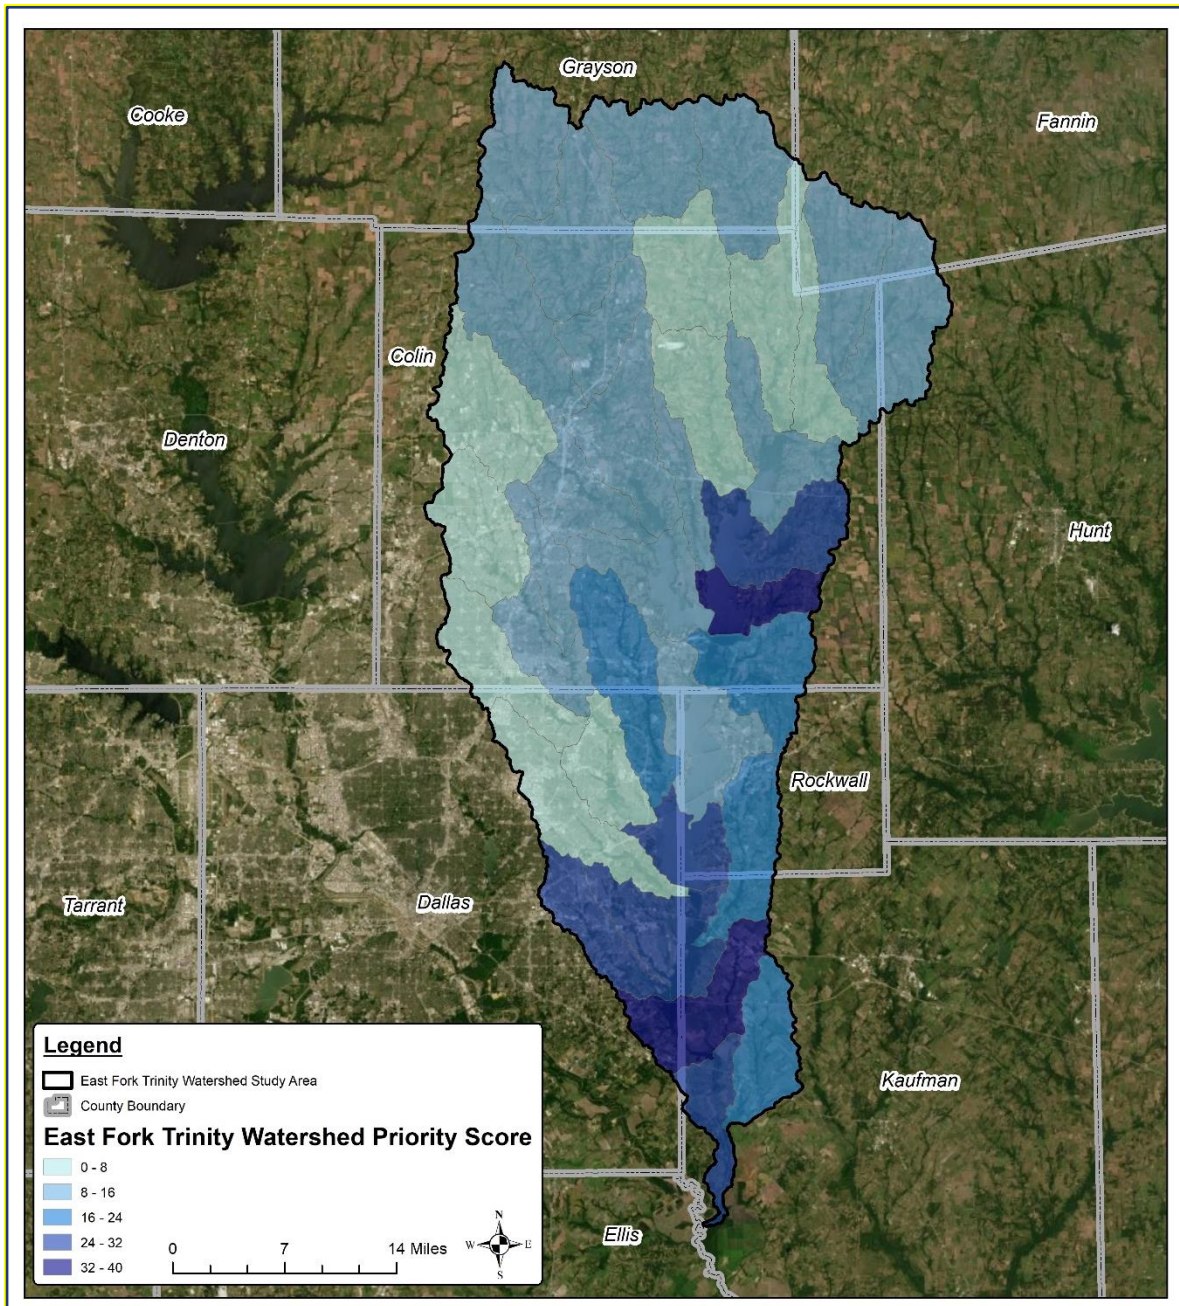 Grayson
Cooke
Fannin
Colin
Denton
Hunt
Rockwall
Tarrant
Dallas
Kaufman
Ellis
Legend
East Fork Trinity Watershed Study Area
County Boundary
East Fork Trinity Watershed Priority Score
0 - 8
8 - 16
16 - 24
24 - 32
32 - 40
0 7 14 Miles
N
W E
S